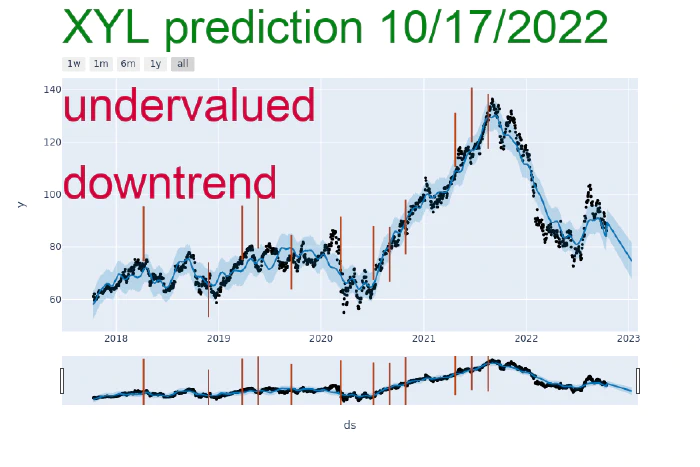 XYL prediction 10/17/2022
1w 1m 6m 1y all
undervalued
downtrend
140
120
100
80
60
y
2018 2019 2020 2021 2022 2023
ds